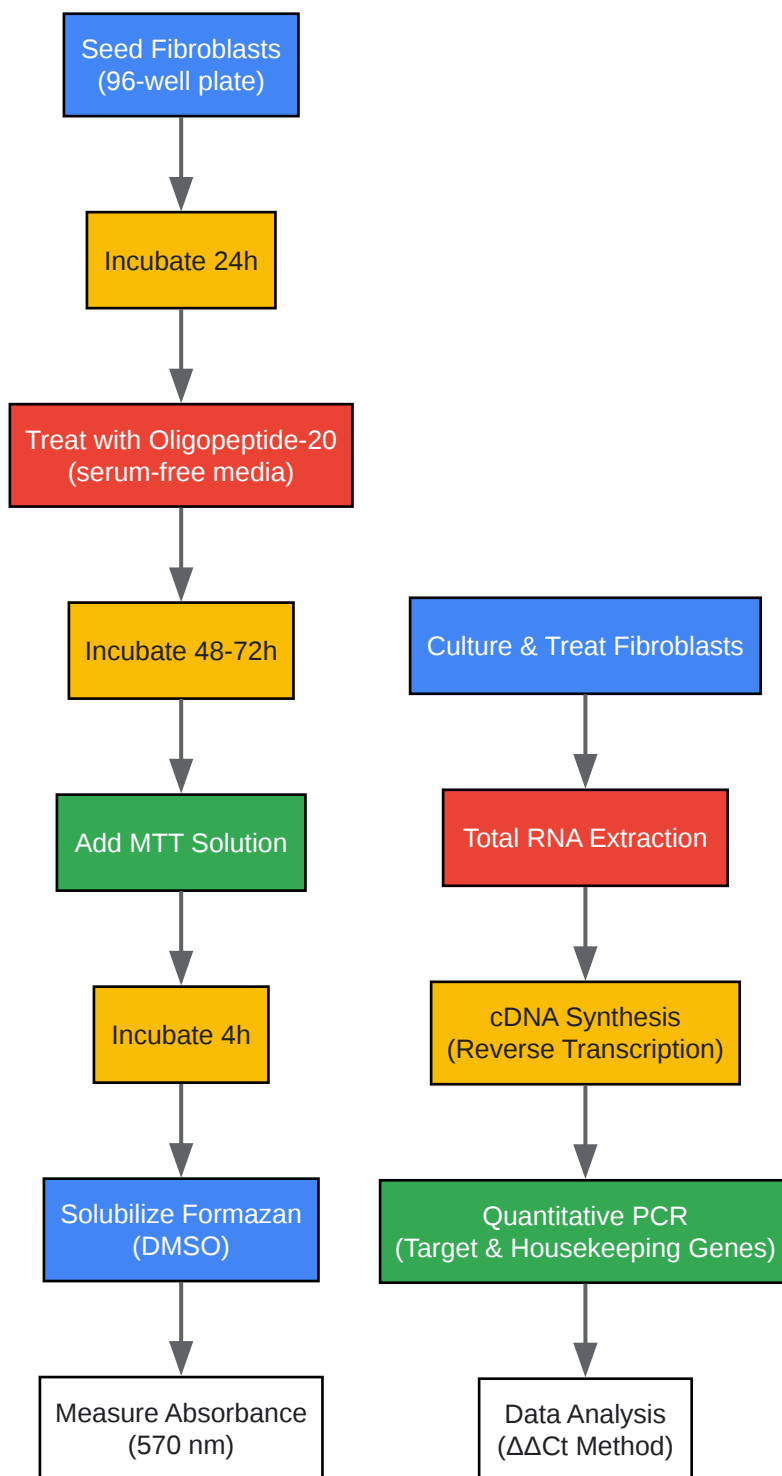 Seed Fibroblasts
(96-well plate)
Incubate 24h
Treat with Oligopeptide-20
(serum-free media)
Incubate 48-72h
Add MTT Solution
Incubate 4h
Solubilize Formazan
(DMSO)
Measure Absorbance
(570 nm)
Culture & Treat Fibroblasts
Total RNA Extraction
cDNA Synthesis
(Reverse Transcription)
Quantitative PCR
(Target & Housekeeping Genes)
Data Analysis
(ΔΔCt Method)